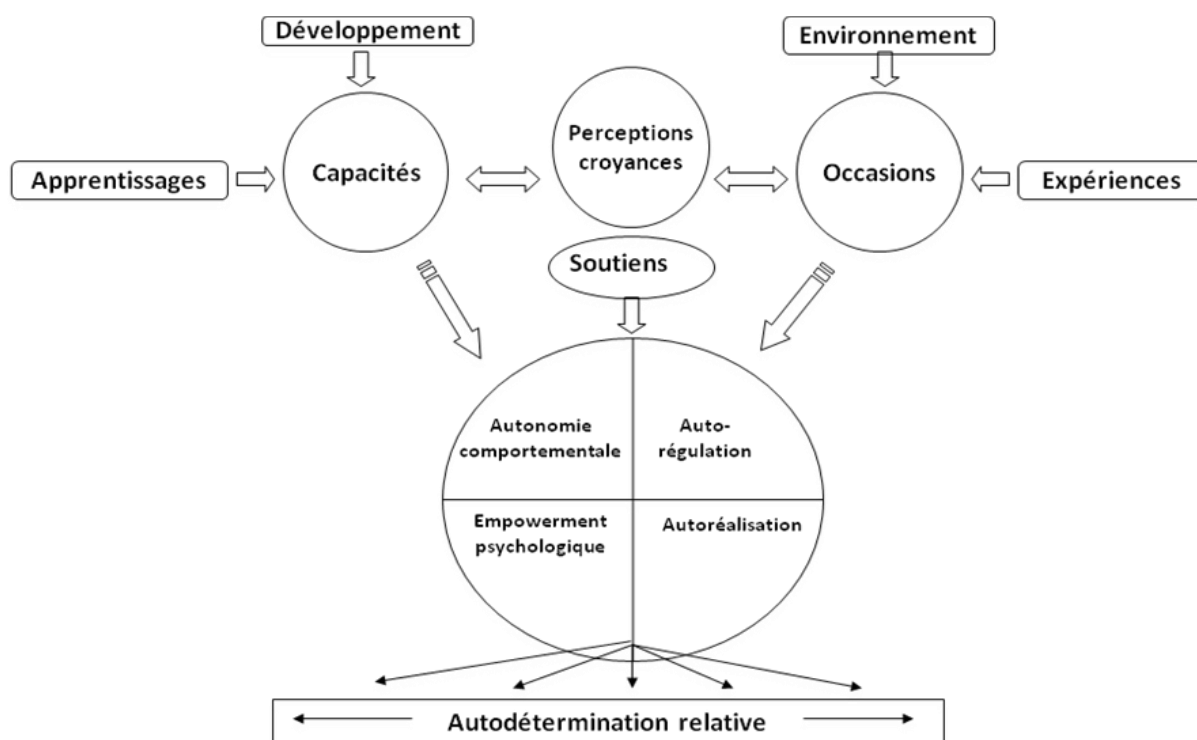 Développement
Environnement
Perceptions
croyances
Apprentissages
Capacités
Occasions
Expériences
Soutiens
Autonomie
comportementale
Auto-
régulation
Empowerment
psychologique
Autoréalisation
Autodétermination relative